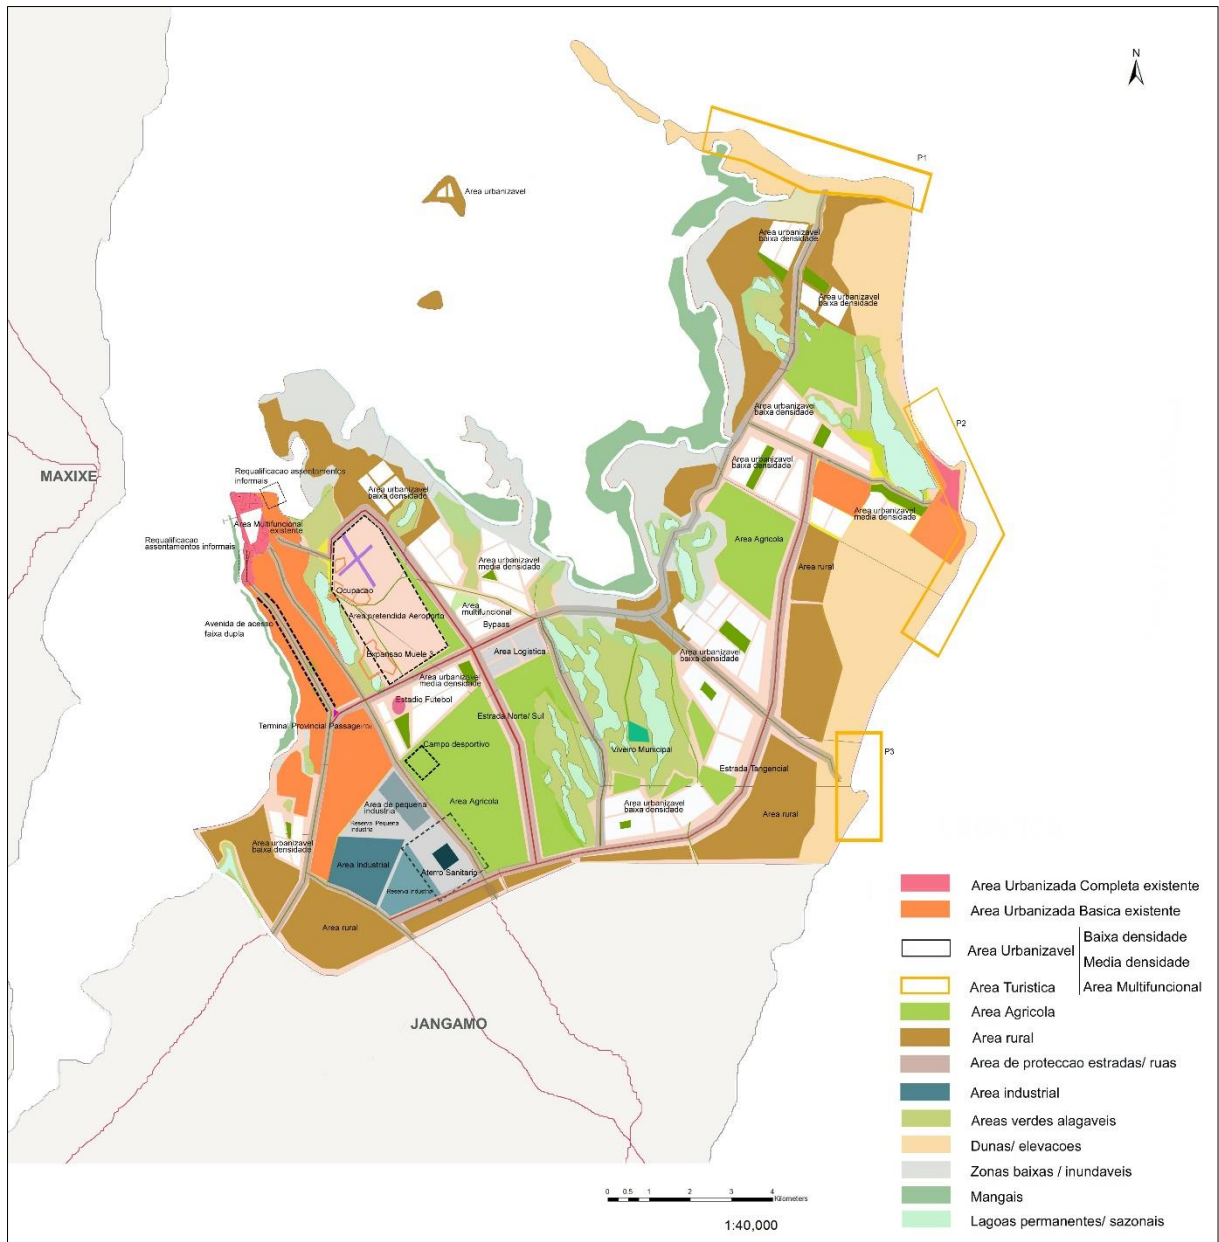 N
P1
Area urbanizavel
Area urbanizavel
baixa densidade
Area urbanizavel
baixa densidade
Area urbanizavel
baixa densidade
P2
MAXIXE
Requalificacao assentamentos
informais
Area urbanizavel
baixa densidade
Area urbanizavel
baixa densidade
Area Multifuncional
existente
Area urbanizavel
media densidade
Requalificacao
assentamentos informais
Area Agricola
Area urbanizavel
media densidade
Area rural
Ocupacao
Area
multifuncional
Area pretendida Aeroporto
Avenida de acesso
faixa dupla
Bypass
Expansao Muele 3
Area Logistica
Area urbanizavel
baixa densidade
Area urbanizavel
media densidade
Estadio Futebol
Estrada Norte/ Sul
Terminal Provincial Passageiros
Campo desportivo
Viveiro Municipal
P3
Estrada Tangencial
Area de pequena
industria
Area Agricola
Area urbanizavel
baixa densidade
Area rural
Reserva Pequena
industria
Area urbanizavel
baixa densidade
Area Industrial
Aterro Sanitario
Reserva industria
Area rural
JANGAMO
Area Urbanizada Completa existente
Area Urbanizada Basica existente
Area Urbanizavel
Baixa densidade
Media densidade
Area Multifuncional
Area Turistica
Area Agricola
Area rural
Area de proteccao estradas/ ruas
Area industrial
Areas verdes alagaveis
Dunas/ elevacoes
Zonas baixas / inundaveis
Mangais
Lagoas permanentes/ sazonais
0 0.5 1 2 3 4
Kilometers
1:40,000